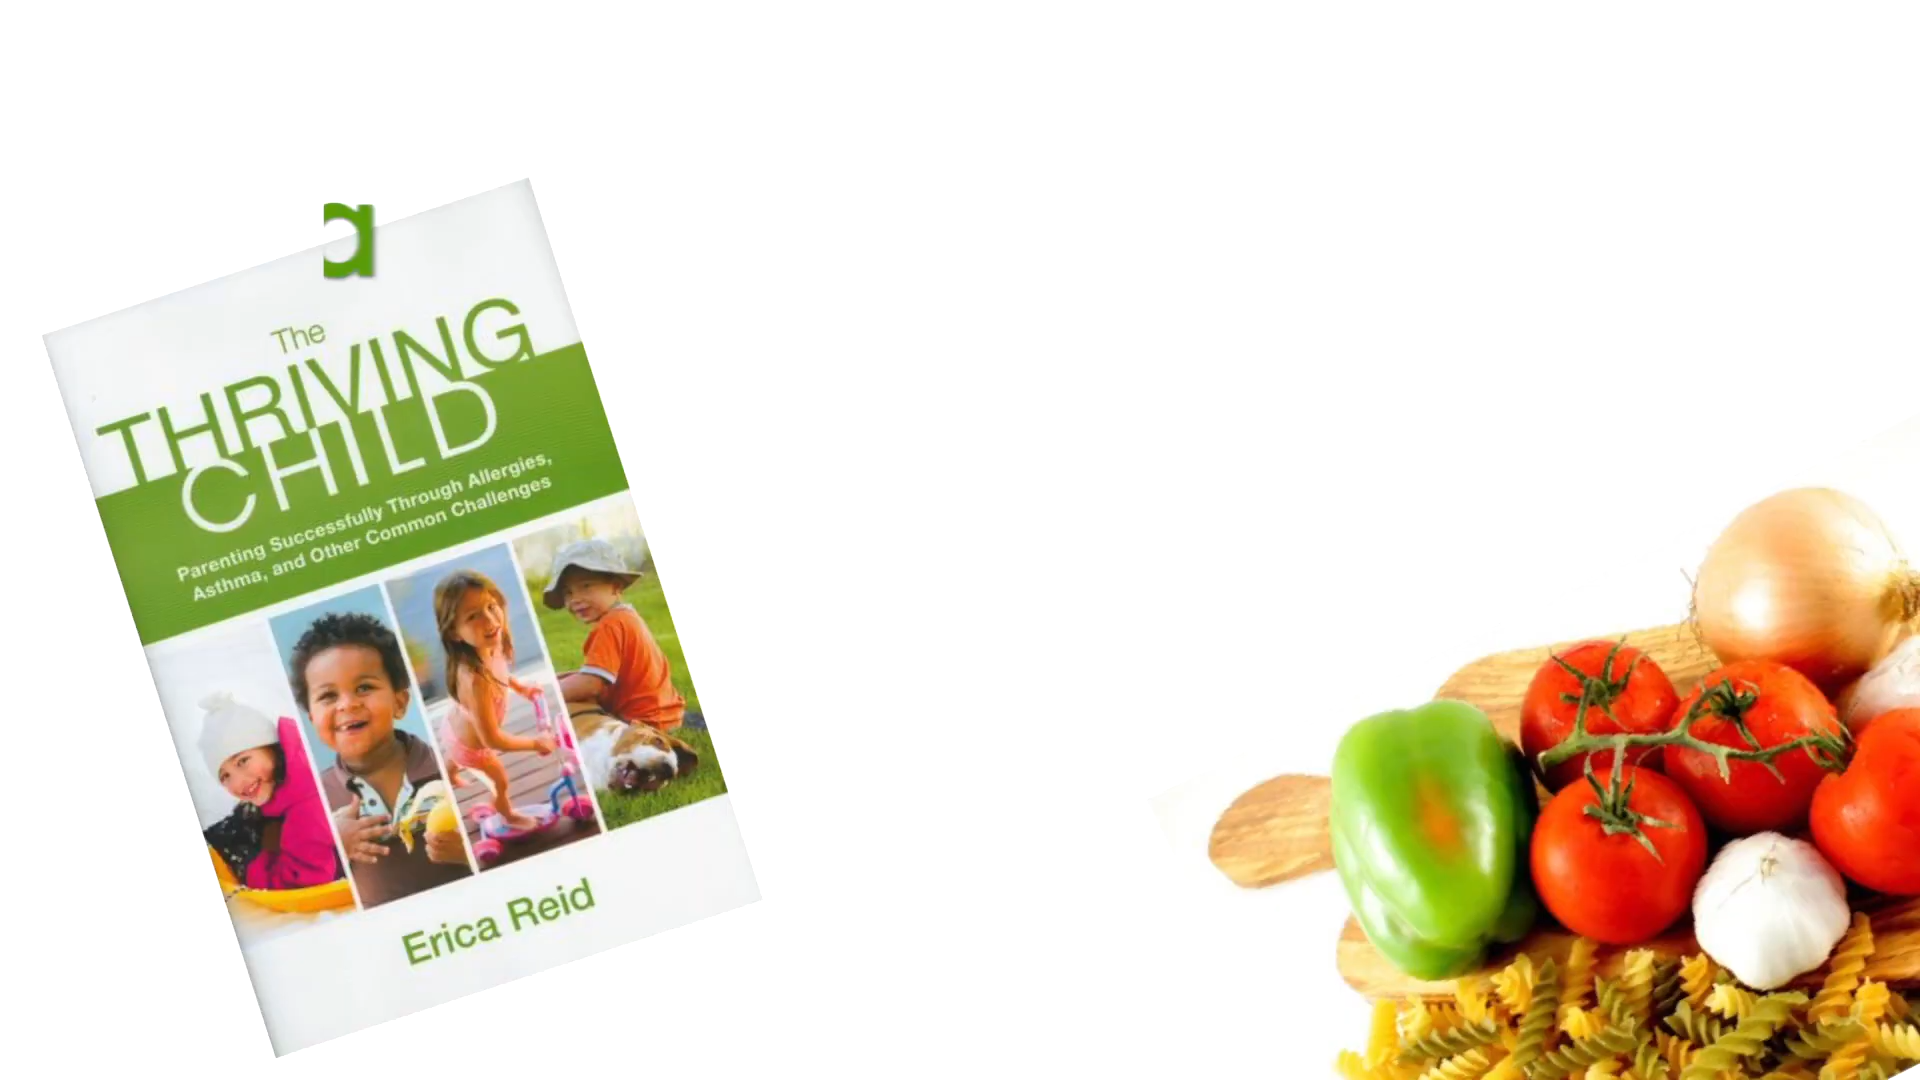 a
The
THRIVING
CHILD
Parenting Successfully Through Allergies,
Asthma, and Other Common Challenges
Erica Reid